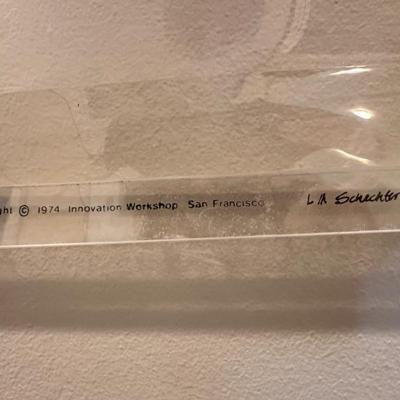 ght © 1974 Innovation Workshop San Francisco
Schechter